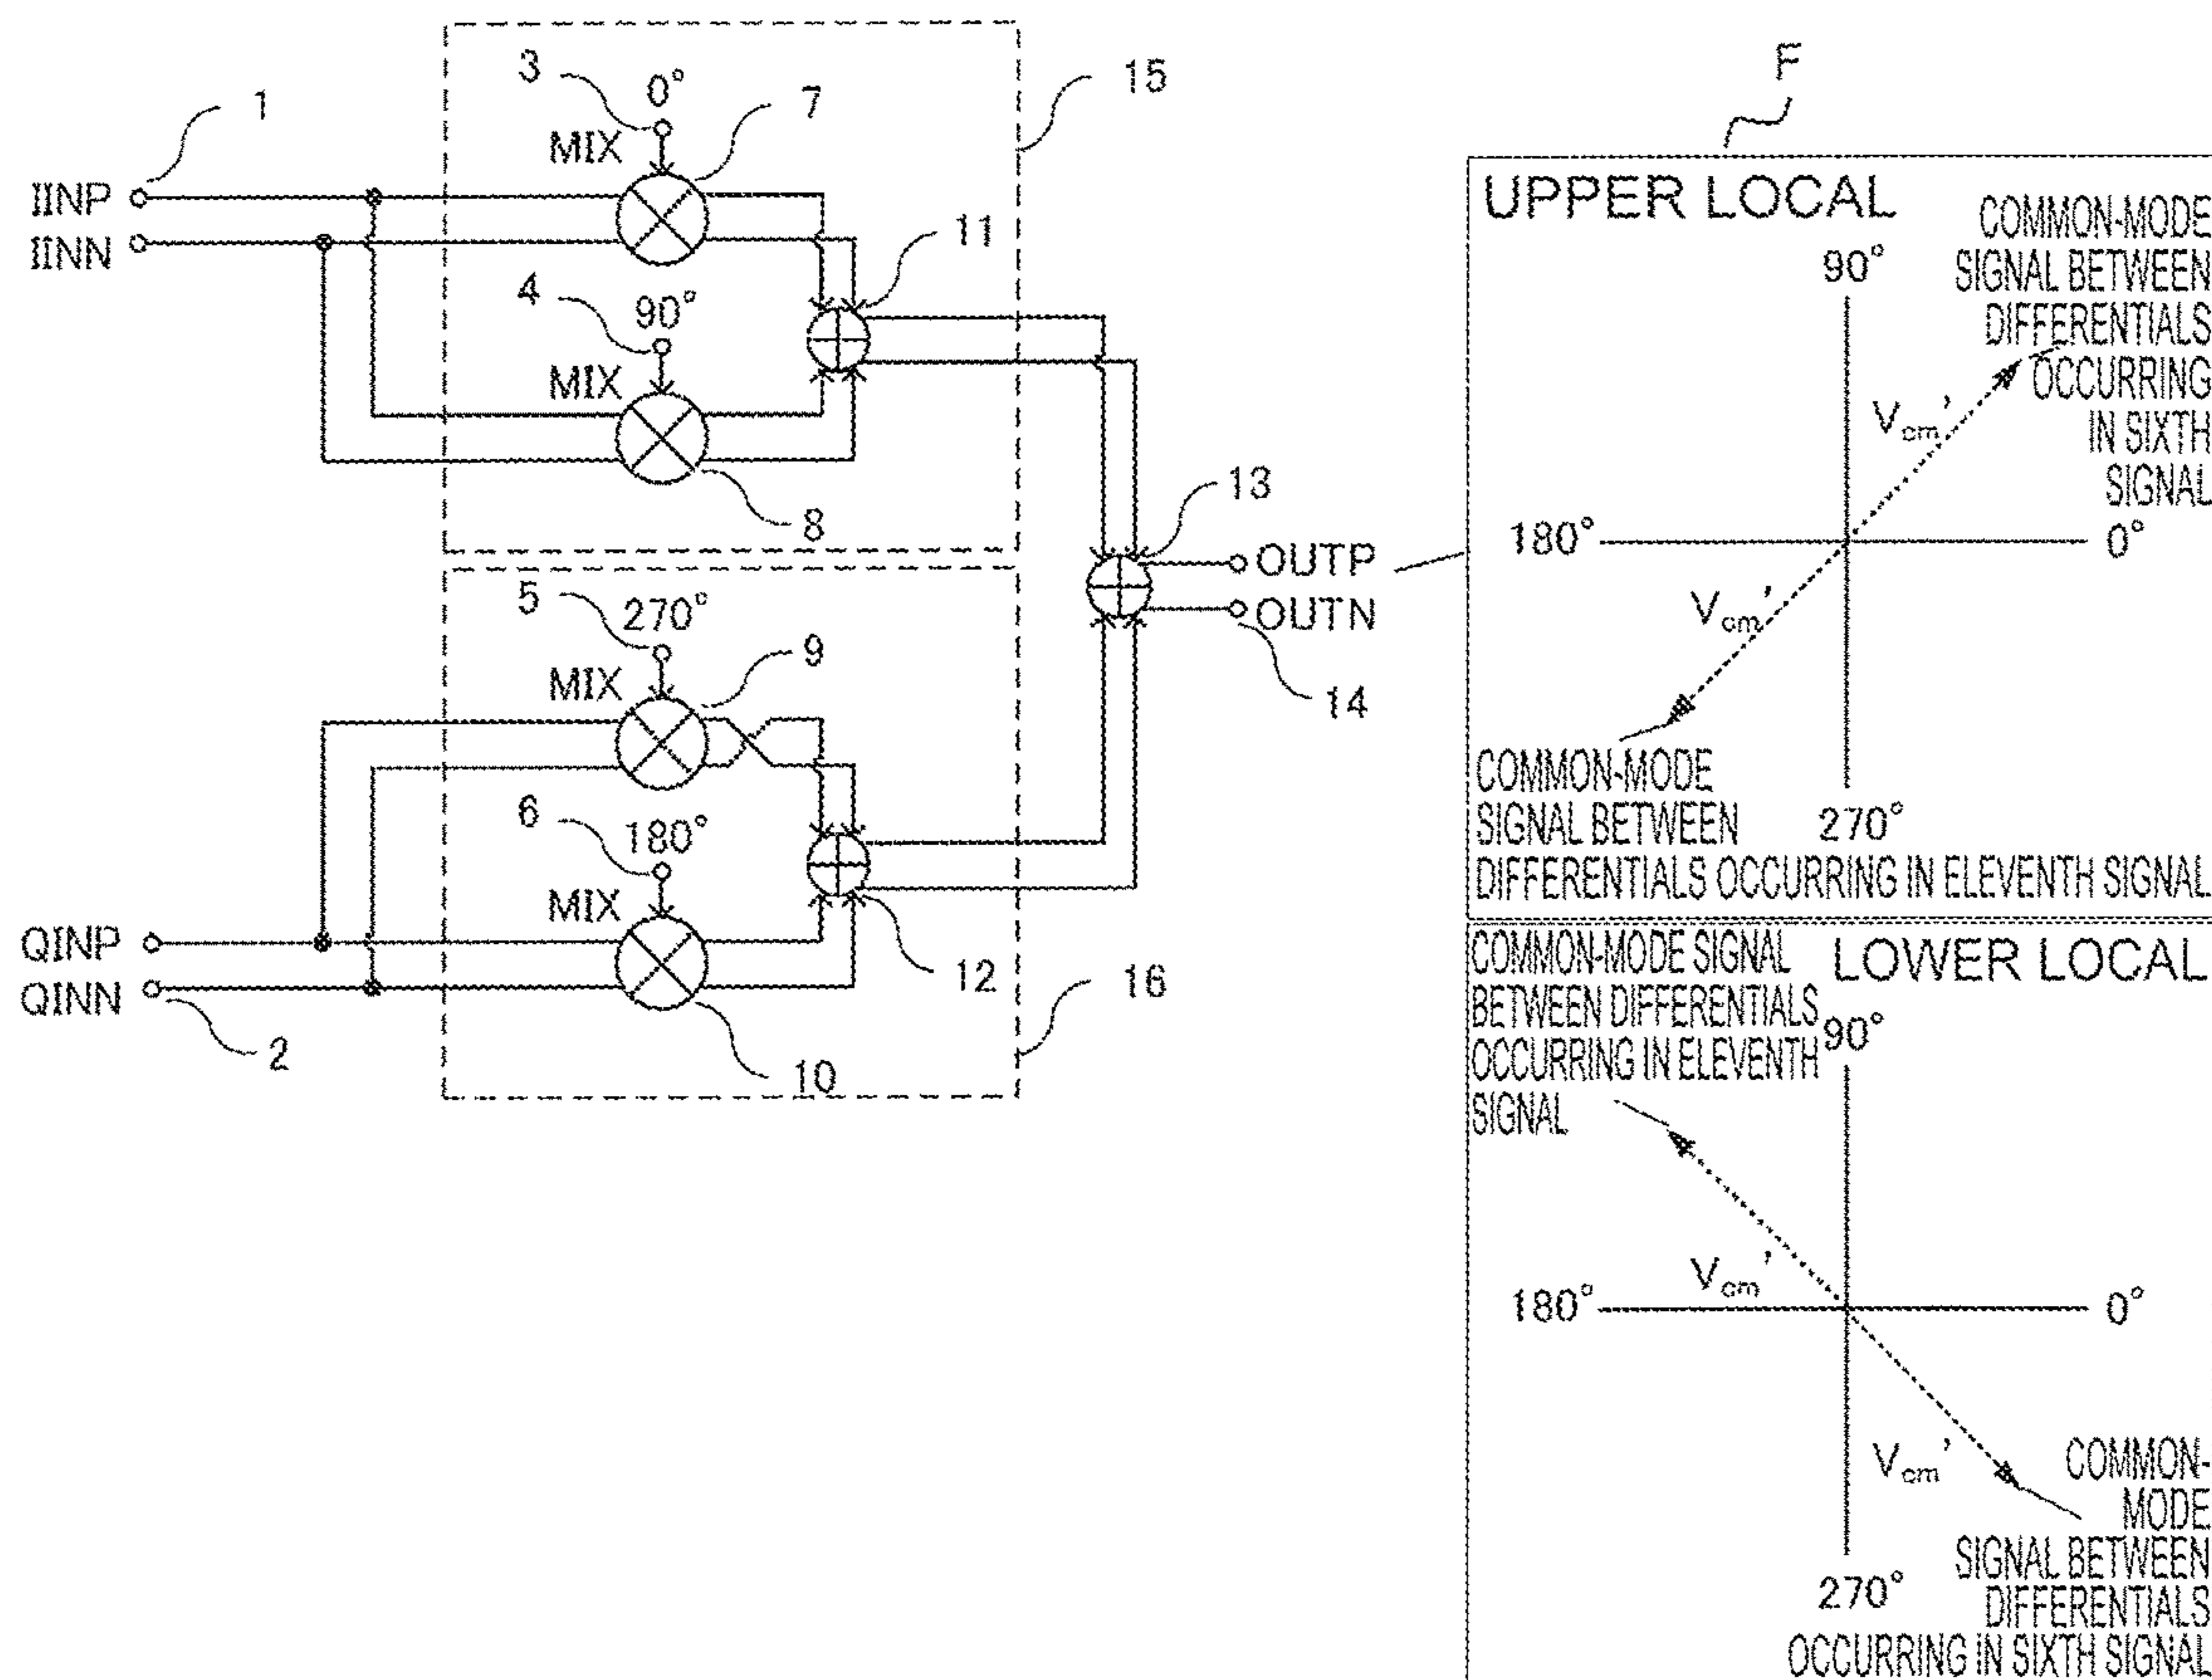 1
IINP
IINN
3
0°
MIX
7
15
11
4
90°
MIX
8
13
OUTP
OUTN
14
5
270°
MIX
9
6
180°
MIX
10
12
16
QINP
QINN
2
F
UPPER LOCAL
COMMON-MODE
SIGNAL BETWEEN
DIFFERENTIALS
OCCURRING
IN SIXTH
SIGNAL
90°
Vcm'
180°
0°
Vcm'
270°
COMMON-MODE
SIGNAL BETWEEN
DIFFERENTIALS OCCURRING IN ELEVENTH SIGNAL
COMMON-MODE SIGNAL
BETWEEN DIFFERENTIALS
OCCURRING IN ELEVENTH
SIGNAL
LOWER LOCAL
90°
Vcm'
180°
0°
Vcm'
270°
COMMON-
MODE
SIGNAL BETWEEN
DIFFERENTIALS
OCCURRING IN SIXTH SIGNAL